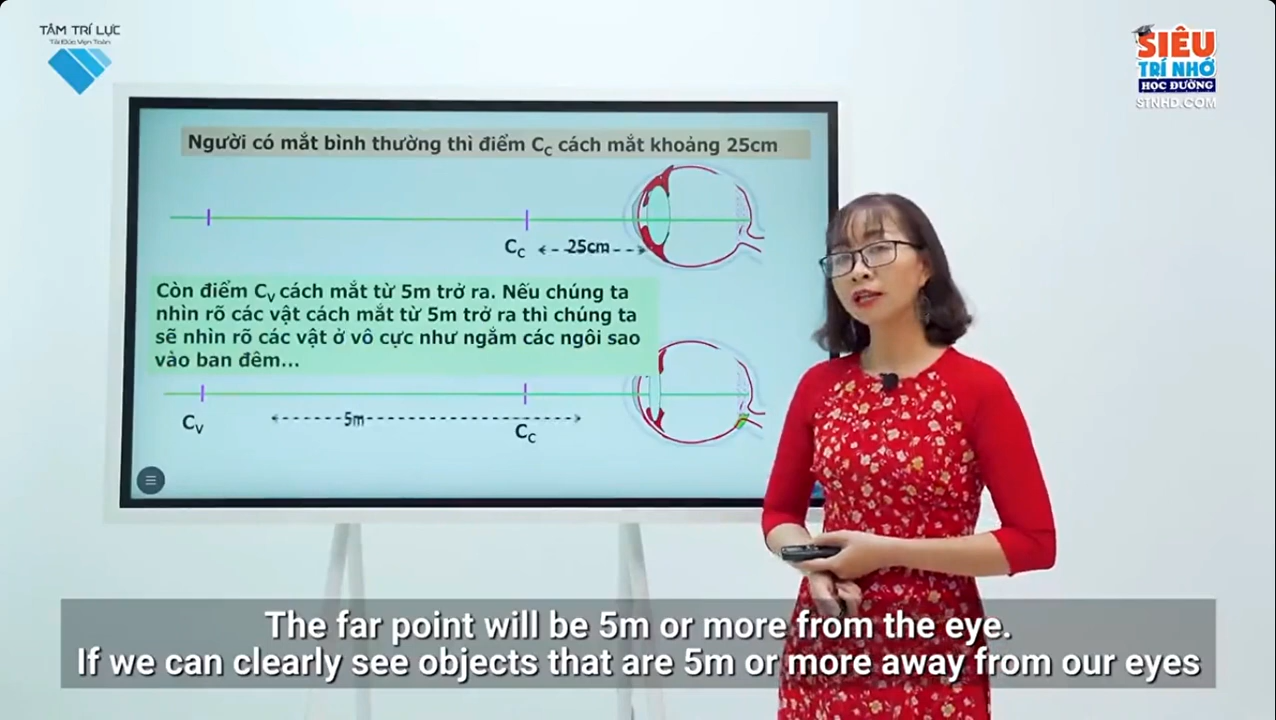 TÂM TRÍ LỰC
Tài Đức Vẹn Toàn
SIÊU
TRÍ NHỚ
HỌC ĐƯỜNG
STNHD.COM
Người có mắt bình thường thì điểm Cc cách mắt khoảng 25cm
Cc
25cm
Còn điểm Cv cách mắt từ 5m trở ra. Nếu chúng ta
nhìn rõ các vật cách mắt từ 5m trở ra thì chúng ta
sẽ nhìn rõ các vật ở vô cực như ngắm các ngôi sao
vào ban đêm...
Cv
5m
Cc
The far point will be 5m or more from the eye.
If we can clearly see objects that are 5m or more away from our eyes